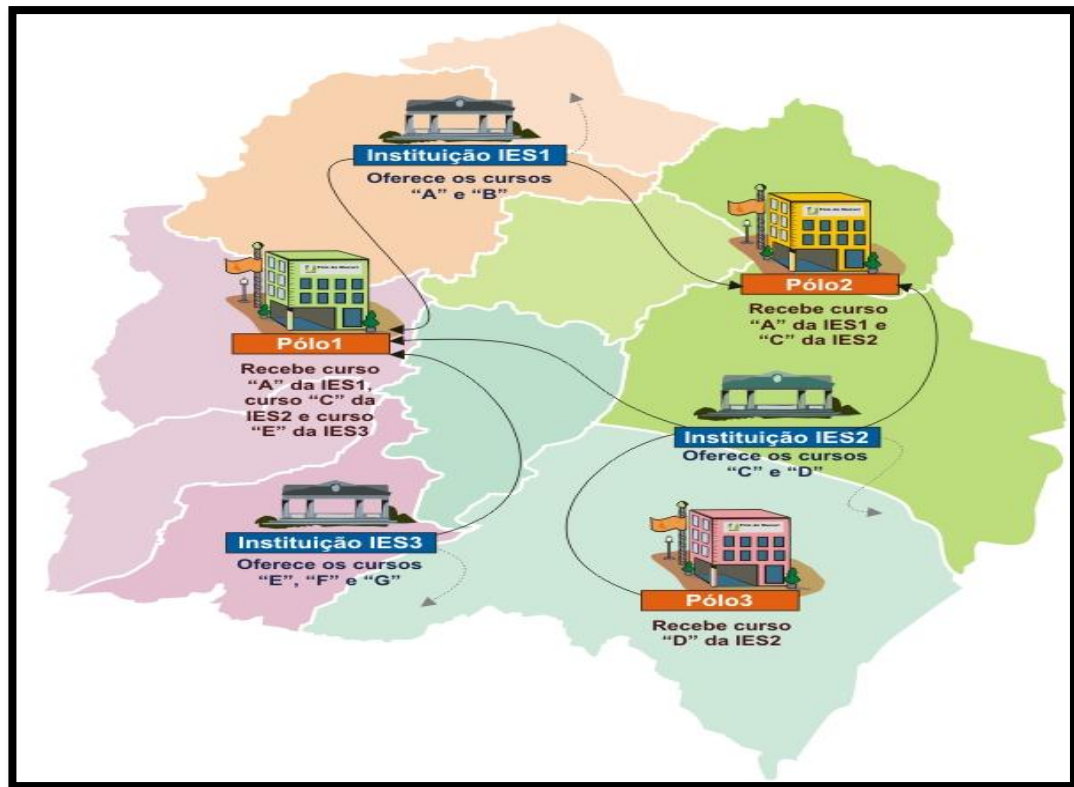 Instituição IES1
Oferece os cursos
“A” e “B”
Pólo2
Recebe curso
“A” da IES1 e
“C” da IES2
Pólo1
Recebe curso
“A” da IES1,
curso “C” da
IES2 e curso
“E” da IES3
Instituição IES2
Oferece os cursos
“C” e “D”
Instituição IES3
Oferece os cursos
“E”, “F” e “G”
Pólo3
Recebe curso
“D” da IES2